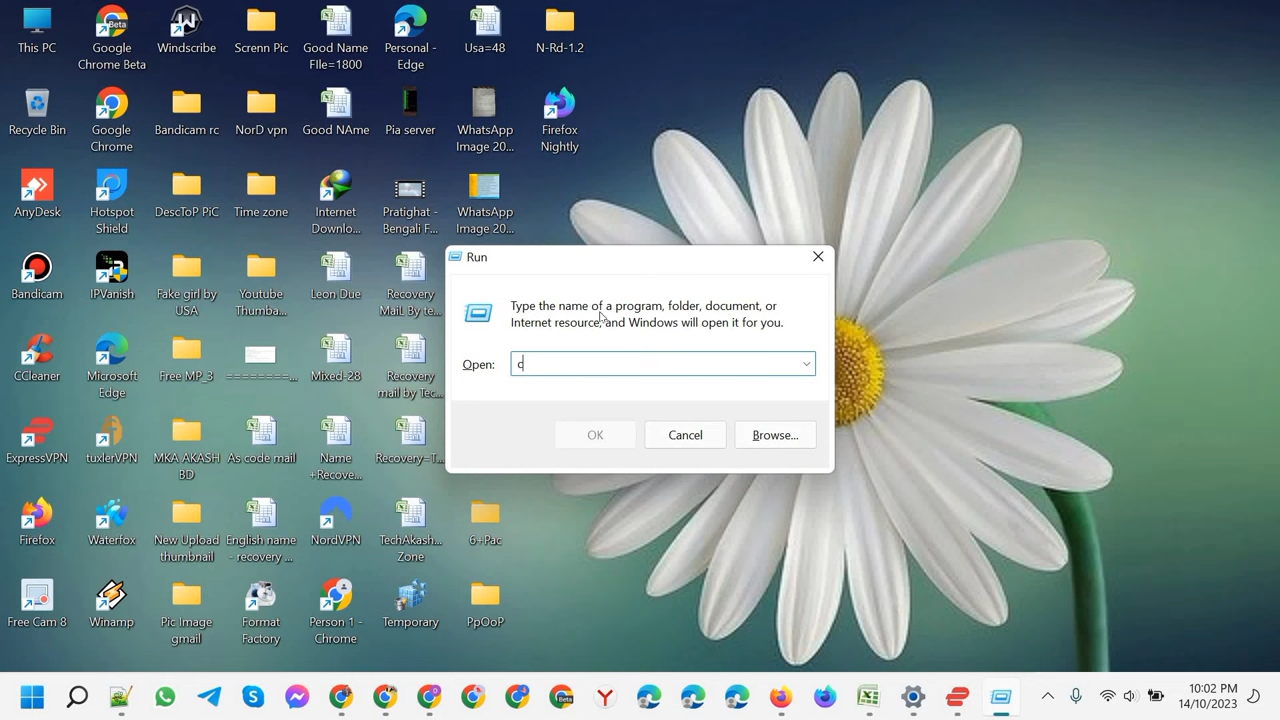 This PC
Google
Chrome Beta
Windscribe
Screnn Pic
Good Name
FIle=1800
Personal -
Edge
Usa=48
N-Rd-1.2
Recycle Bin
Google
Chrome
Bandicam rc
NorD vpn
Good NAme
Pia server
WhatsApp
Image 20...
Firefox
Nightly
AnyDesk
Hotspot
Shield
DescToP PiC
Time zone
Internet
Downlo...
Pratighat -
Bengali F...
WhatsApp
Image 20...
Bandicam
IPVanish
Fake girl by
USA
Youtube
Thumba...
Leon Due
Recovery
MaiL By te...
CCleaner
Microsoft
Edge
Free MP_3
========...
Mixed-28
Recovery
mail by Tec...
ExpressVPN
tuxlerVPN
MKA AKASH
BD
As code mail
Name
+Recove...
Recovery=T...
Firefox
Waterfox
New Upload
thumbnail
English name
- recovery ...
NordVPN
TechAkash...
Zone
6+Pac
Free Cam 8
Winamp
Pic Image
gmail
Format
Factory
Person 1 -
Chrome
Temporary
PpOoP
Run
Type the name of a program, folder, document, or
Internet resource, and Windows will open it for you.
Open:
c
OK
Cancel
Browse...
Beta
10:02 PM
14/10/2023